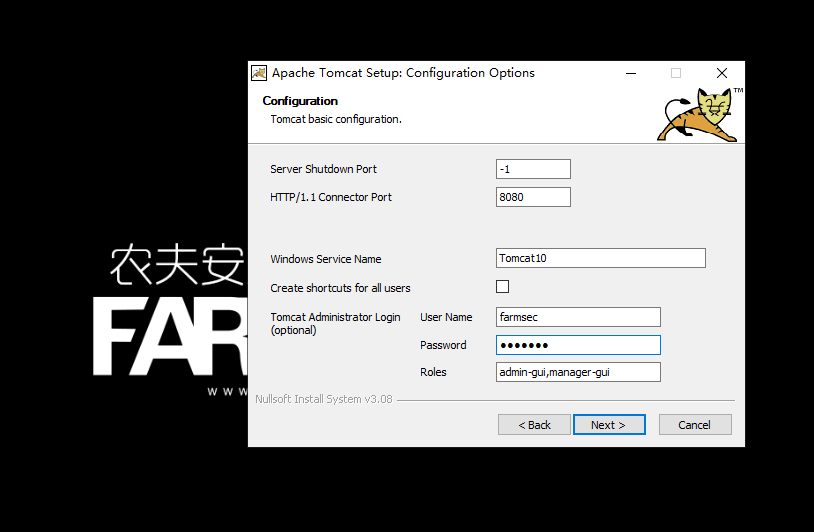 Apache Tomcat Setup: Configuration Options
Configuration
Tomcat basic configuration.
TM
Server Shutdown Port -1
HTTP/1.1 Connector Port 8080
Windows Service Name Tomcat10
Create shortcuts for all users
Tomcat Administrator Login (optional)
User Name farmsec
Password •••••••
Roles admin-gui,manager-gui
Nullsoft Install System v3.08
< Back Next > Cancel
农夫安
FAR
www